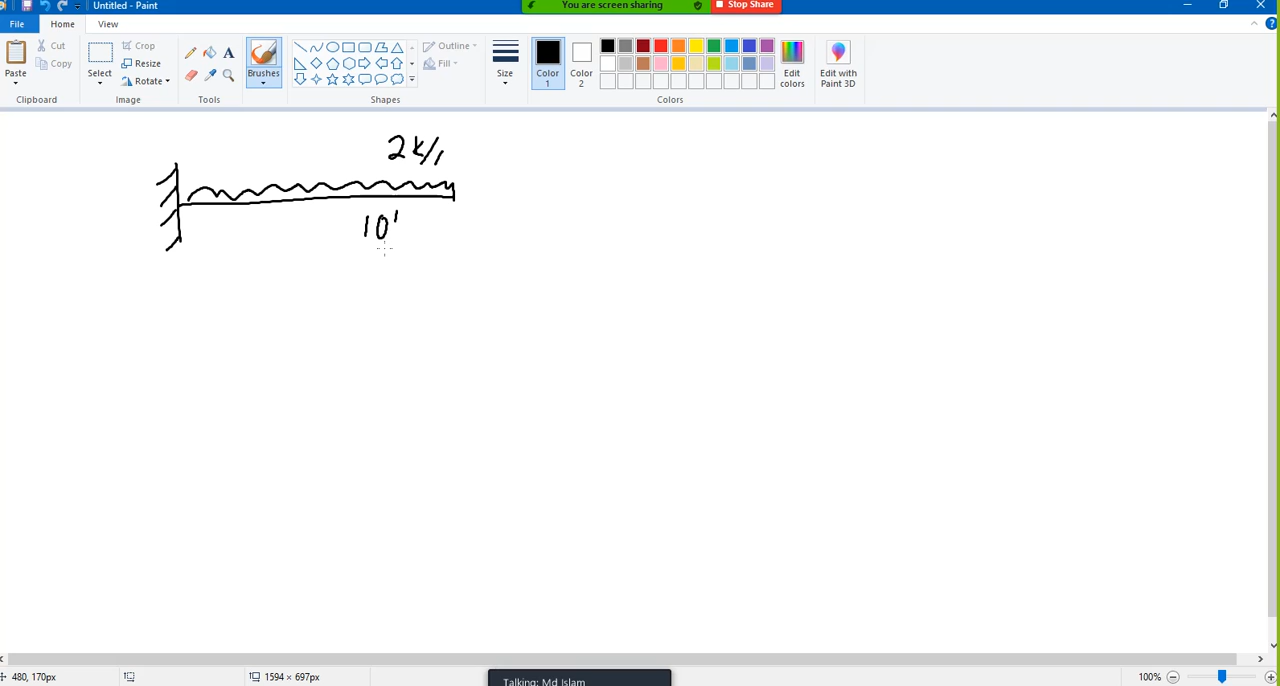 Untitled - Paint
You are screen sharing
Stop Share
File
Home
View
Paste
Cut
Copy
Clipboard
Select
Crop
Resize
Rotate
Image
A
Tools
Brushes
Outline
Fill
Shapes
Size
Color 1
Color 2
Edit colors
Colors
Edit with Paint 3D
2k/
10'
480, 170px
1594 × 697px
100%
Talking: Md Islam